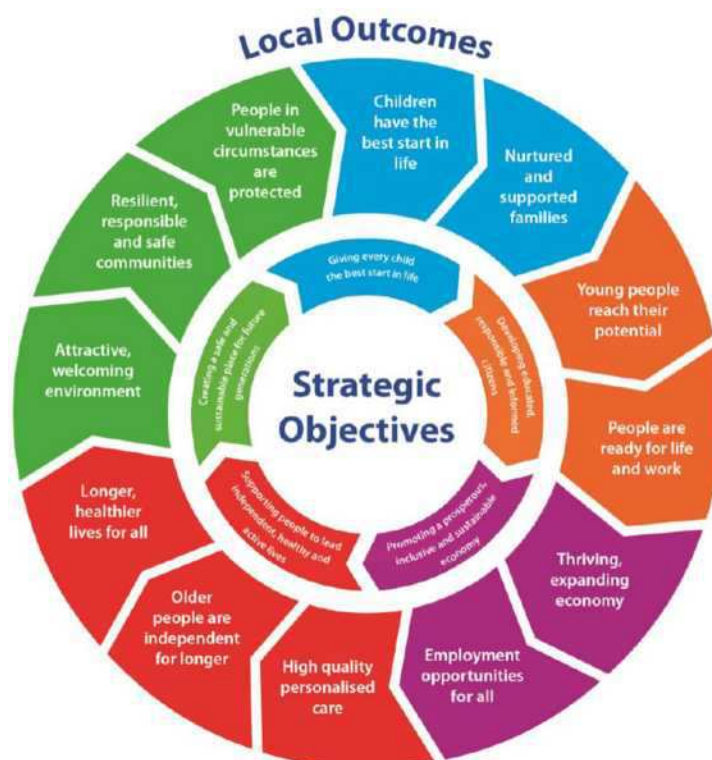 Local Outcomes
Children
have the
best start in
life
Nurtured
and
supported
families
Young people
reach their
potential
People are
ready for life
and work
Thriving,
expanding
economy
Employment
opportunities
for all
High quality
personalised
care
Older
people are
independent
for longer
Longer,
healthier
lives for all
Attractive,
welcoming
environment
Resilient,
responsible
and safe
communities
People in
vulnerable
circumstances
are
protected
Giving every child
the best start in life
Developing educated,
responsible and informed
citizens
Promoting a prosperous,
inclusive and sustainable
economy
Supporting people to lead
independent, healthy and
active lives
Creating a safe and
sustainable place for future
generations
Strategic
Objectives